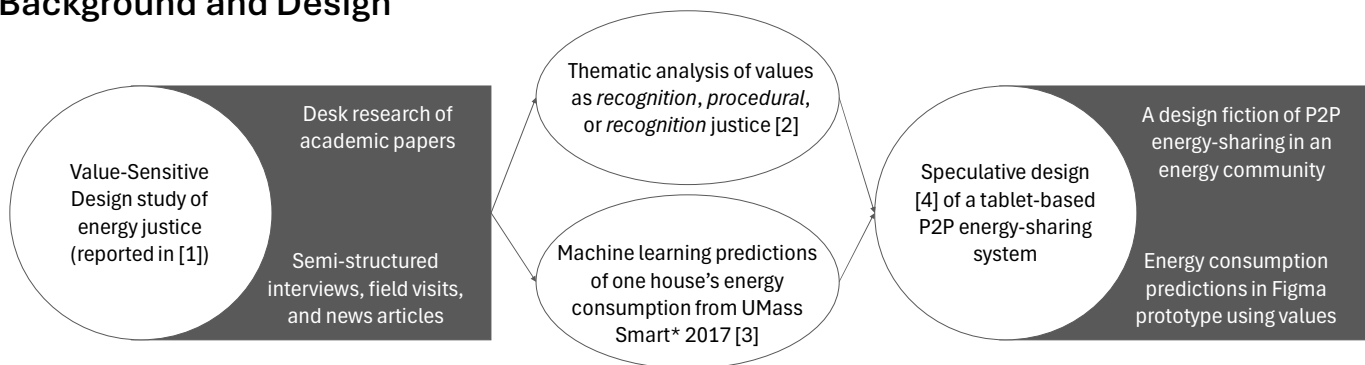 Background and Design
Value-Sensitive
Design study of
energy justice
(reported in [1])
Desk research of
academic papers
Semi-structured
interviews, field visits,
and news articles
Thematic analysis of values
as recognition, procedural,
or recognition justice [2]
Machine learning predictions
of one house's energy
consumption from UMass
Smart* 2017 [3]
Speculative design
[4] of a tablet-based
P2P energy-sharing
system
A design fiction of P2P
energy-sharing in an
energy community
Energy consumption
predictions in Figma
prototype using values